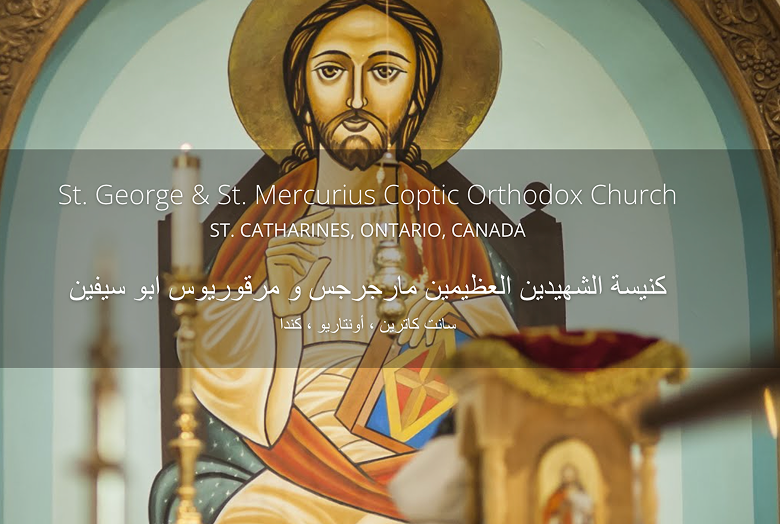 St. George & St. Mercurius Coptic Orthodox Church
ST. CATHARINES, ONTARIO, CANADA
كنيسة الشهيدين العظيمين مارجرجس و مرقوريوس ابو سيفين
سانت كاترين ، أونتاريو ، كندا